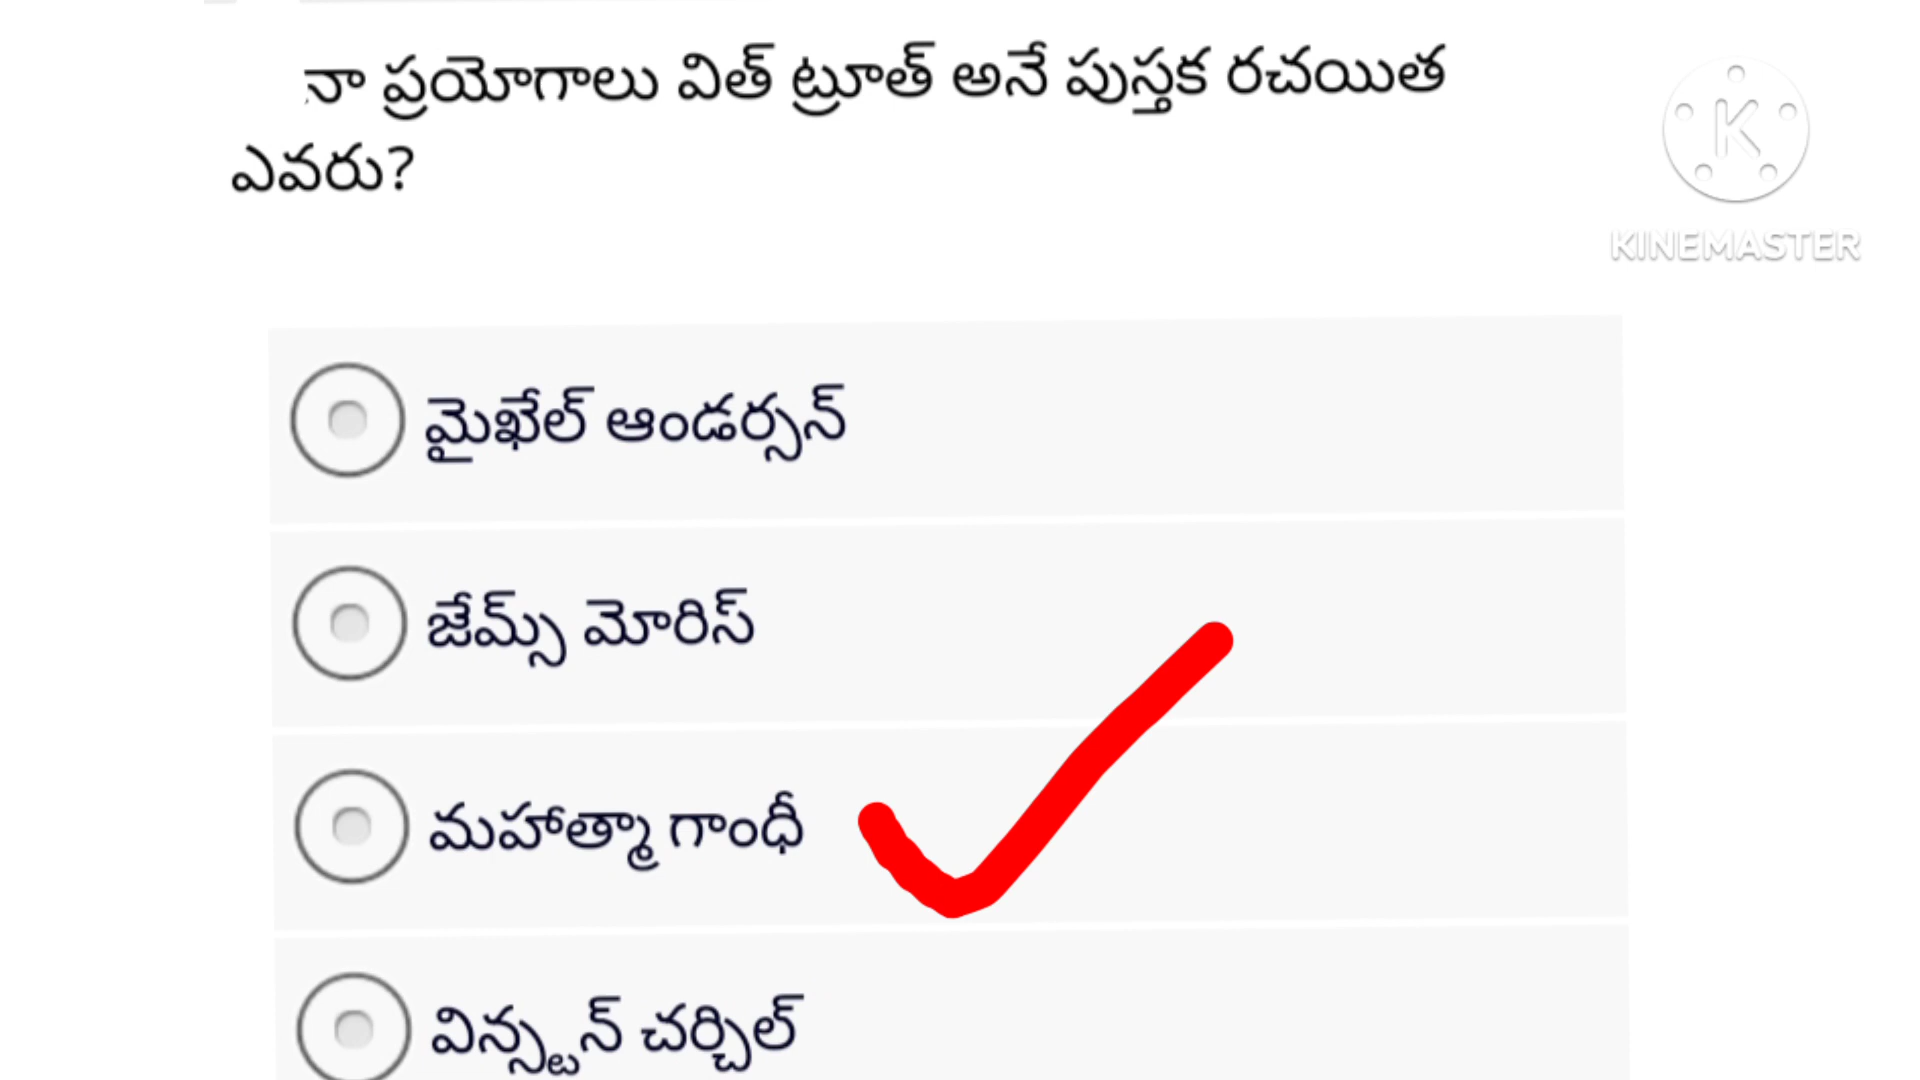 నా ప్రయోగాలు విత్ ట్రూత్ అనే పుస్తక రచయిత
ఎవరు?
K
KINEMASTER
మైఖేల్ ఆండర్సన్
జేమ్స్ మోరిస్
మహాత్మా గాంధీ
విన్స్టన్ చర్చిల్